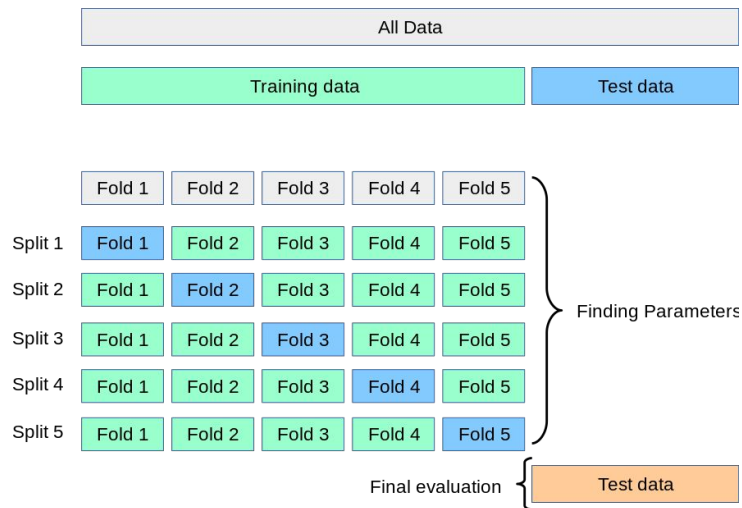 All Data
Training data Test data
Fold 1 Fold 2 Fold 3 Fold 4 Fold 5
Split 1 Fold 1 Fold 2 Fold 3 Fold 4 Fold 5
Split 2 Fold 1 Fold 2 Fold 3 Fold 4 Fold 5
Finding Parameters
Split 3 Fold 1 Fold 2 Fold 3 Fold 4 Fold 5
Split 4 Fold 1 Fold 2 Fold 3 Fold 4 Fold 5
Split 5 Fold 1 Fold 2 Fold 3 Fold 4 Fold 5
Final evaluation Test data